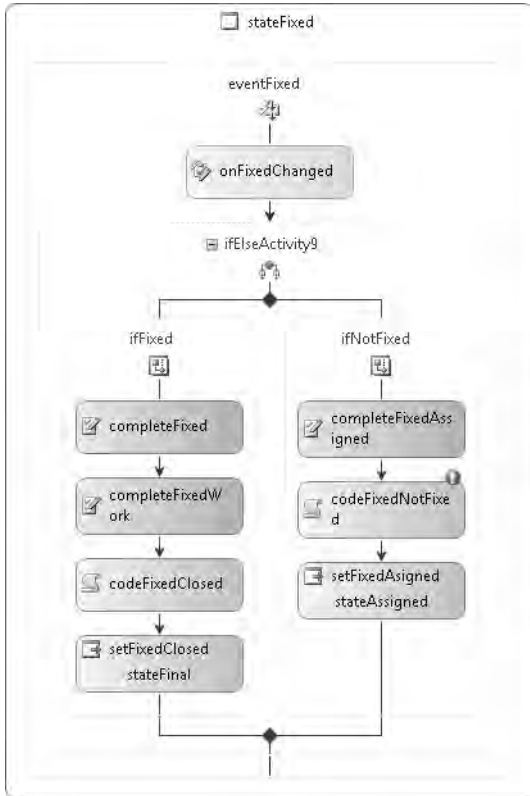 stateFixed
eventFixed
onFixedChanged
ifElseActivity9
ifFixed
ifNotFixed
completeFixed
completeFixedAss
igned
completeFixedW
ork
codeFixedNotFixe
d
codeFixedClosed
setFixedAsigned
stateAssigned
setFixedClosed
stateFinal